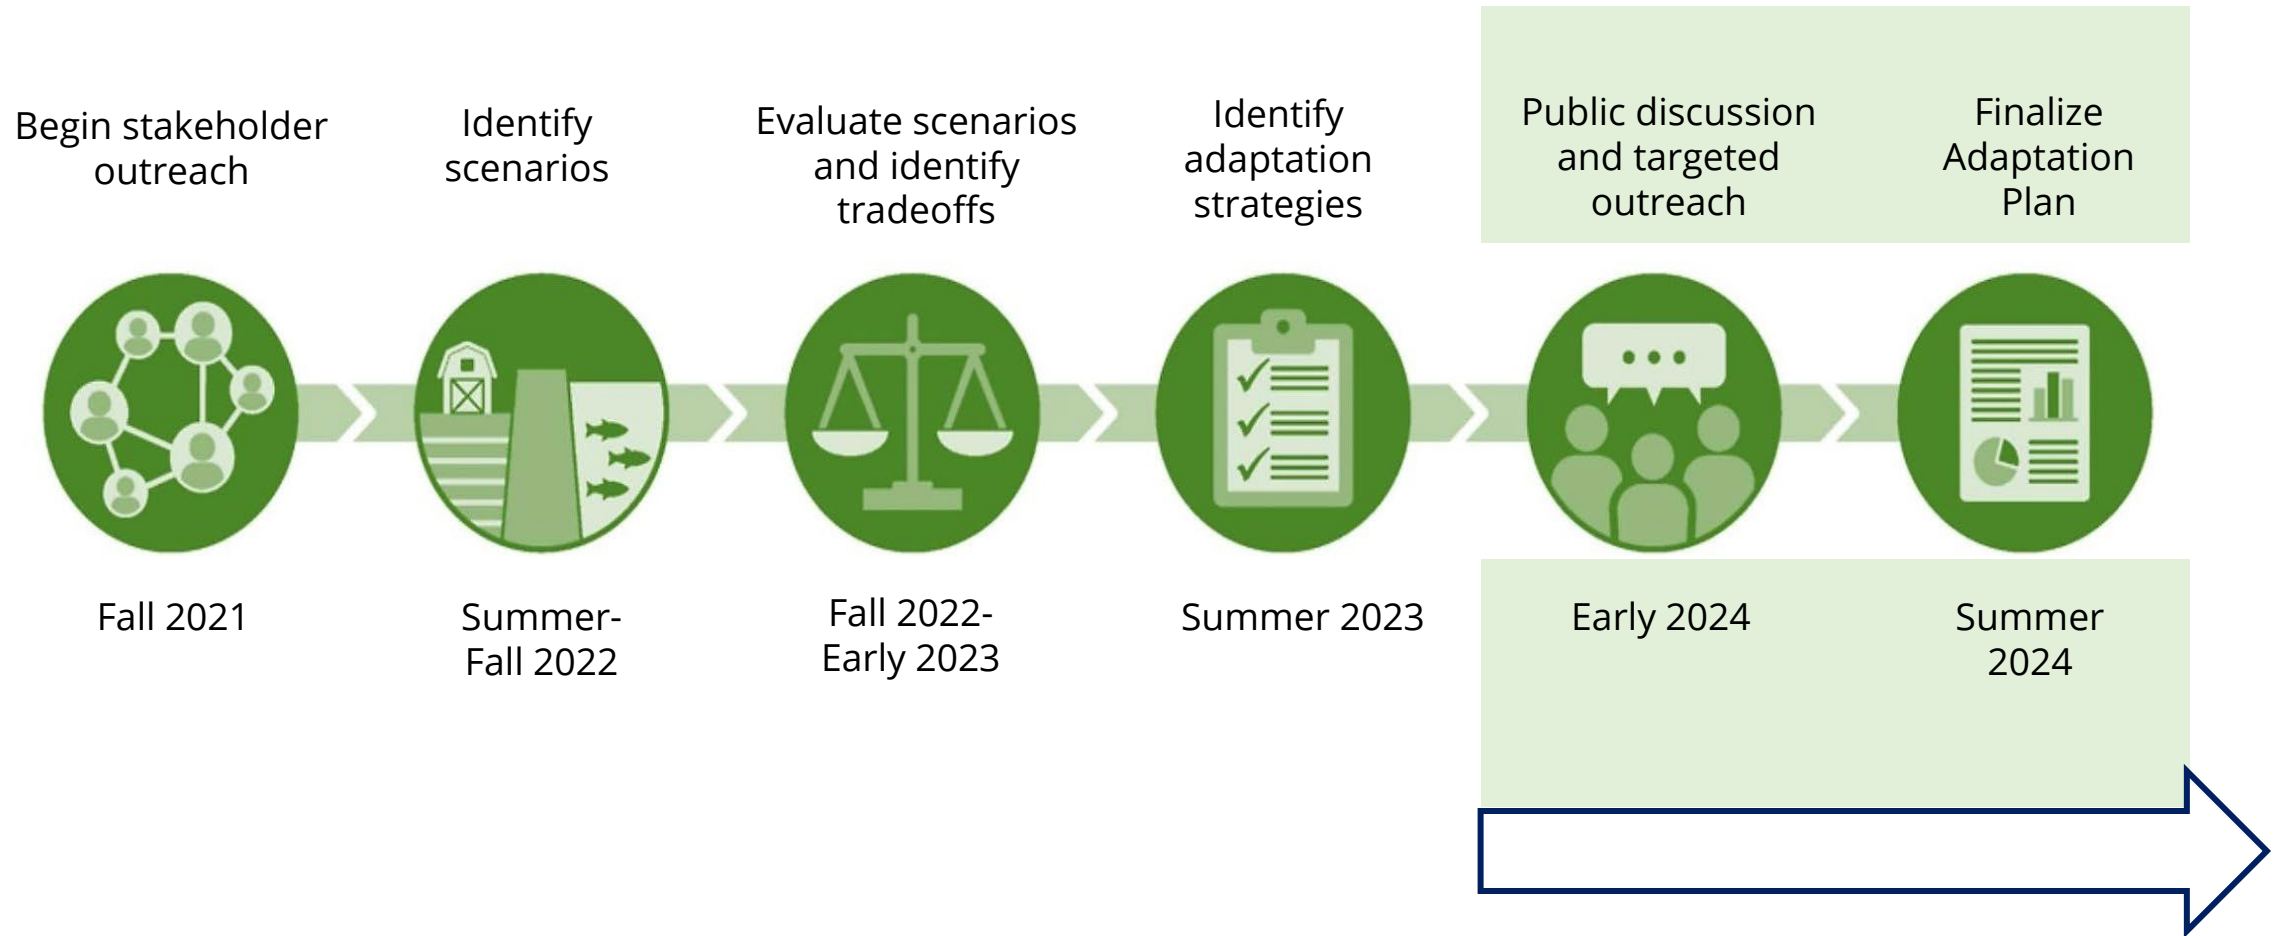 Begin stakeholder
outreach
Identify
scenarios
Evaluate scenarios
and identify
tradeoffs
Identify
adaptation
strategies
Public discussion
and targeted
outreach
Finalize
Adaptation
Plan
Fall 2021
Summer-
Fall 2022
Fall 2022-
Early 2023
Summer 2023
Early 2024
Summer
2024